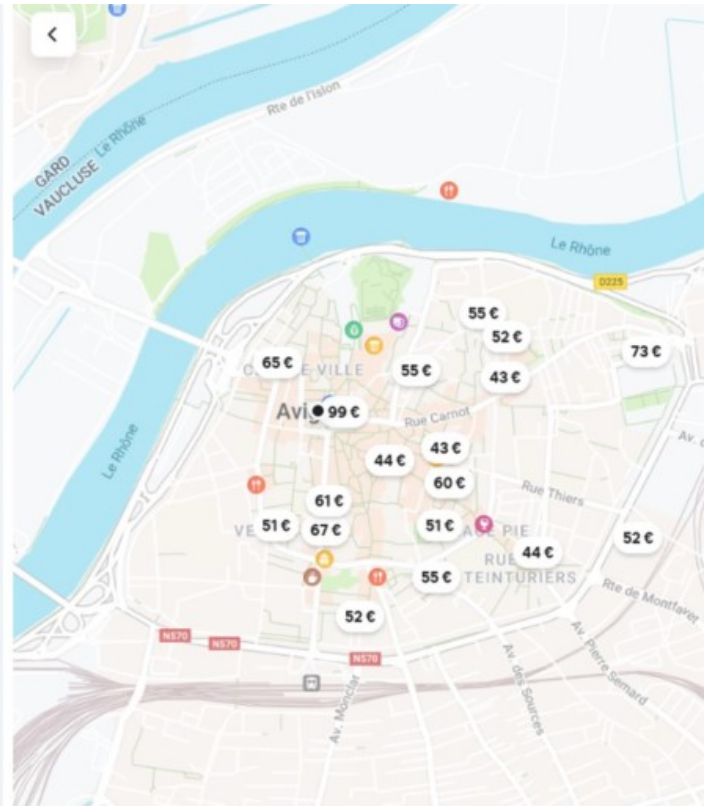 Rte de l'Islon
Le Rhône
GARD
VAUCLUSE
Le Rhône
D225
55 €
52 €
73 €
65 €
55 €
43 €
VILLE
99 €
Rue Carnot
43 €
44 €
Le Rhône
60 €
Rue Thiers
61 €
51 €
67 €
51 €
PIE
52 €
44 €
RUE
55 €
TEINTURIERS
Rte de Montfavet
52 €
N570
N570
N570
Av. Monclar
Av. des Sources
Av. Pierre Semard